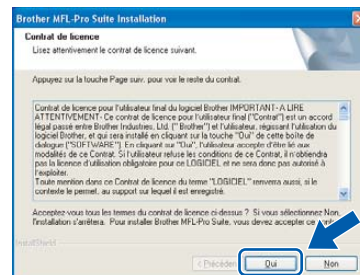 Brother MFL-Pro Suite Installation
Contrat de licence
Lisez attentivement le contrat de licence suivant.
Appuyez sur la touche Page suiv. pour voir le reste du contrat.
Contrat de licence pour l'utilisateur final du logiciel Brother IMPORTANT - A LIRE
ATTENTIVEMENT- Ce contrat de licence pour l'utilisateur final ("Contrat") est un accord
légal passé entre Brother Industries, Ltd. ("Brother") et l'utilisateur, régissant l'utilisation du
logiciel Brother, et qui sera installé en cliquant sur la touche "Oui" de cette boîte de
dialogue ("SOFTWARE"). En cliquant sur "Oui", l'utilisateur accepte d'être lié aux
modalités de ce Contrat. Si l'utilisateur refuse les conditions de ce Contrat, il n'obtiendra
pas la licence d'utilisation obligatoire pour ce LOGICIEL et ne sera donc pas autorisé à
l'exploiter.
Toute mention dans ce Contrat de licence du terme "LOGICIEL" renverra aussi, si le
contexte le permet, au support sur lequel il est enregistré.
Acceptez-vous tous les termes du contrat de licence ci-dessus ? Si vous sélectionnez Non,
l'installation s'arrêtera. Pour installer Brother MFL-Pro Suite, vous devez accepter ce
InstallShield
< Précédent
Oui
Non